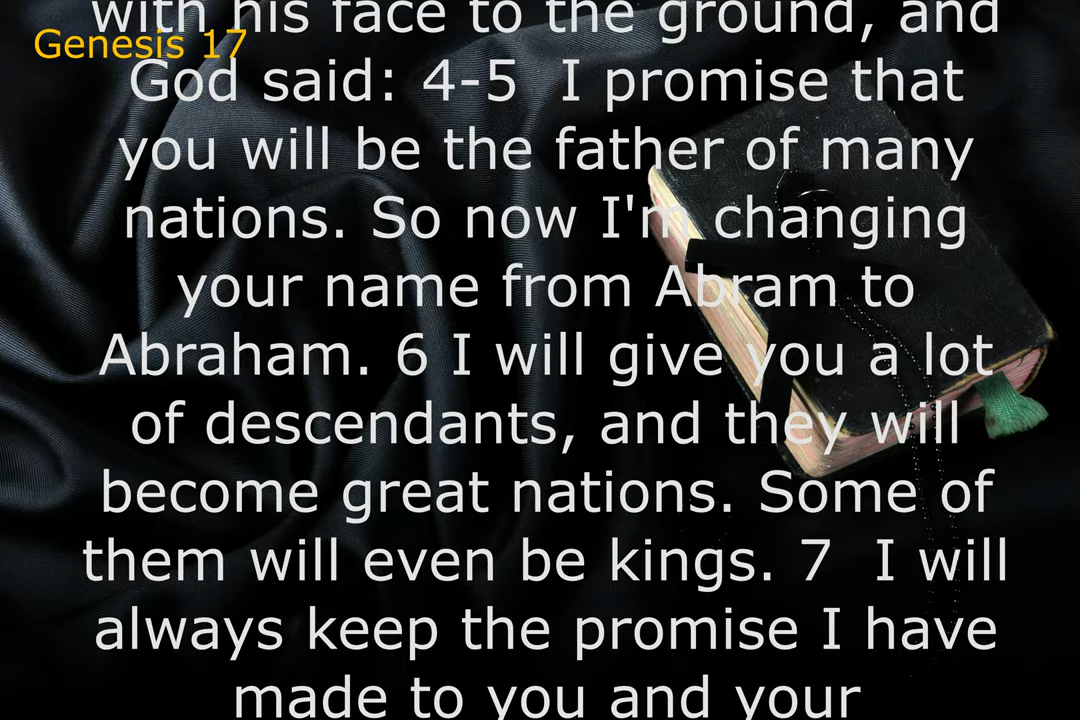 with his face to the ground, and
Genesis 17
God said: 4-5 I promise that
you will be the father of many
nations. So now I'm changing
your name from Abram to
Abraham. 6 I will give you a lot
of descendants, and they will
become great nations. Some of
them will even be kings. 7 I will
always keep the promise I have
made to you and your